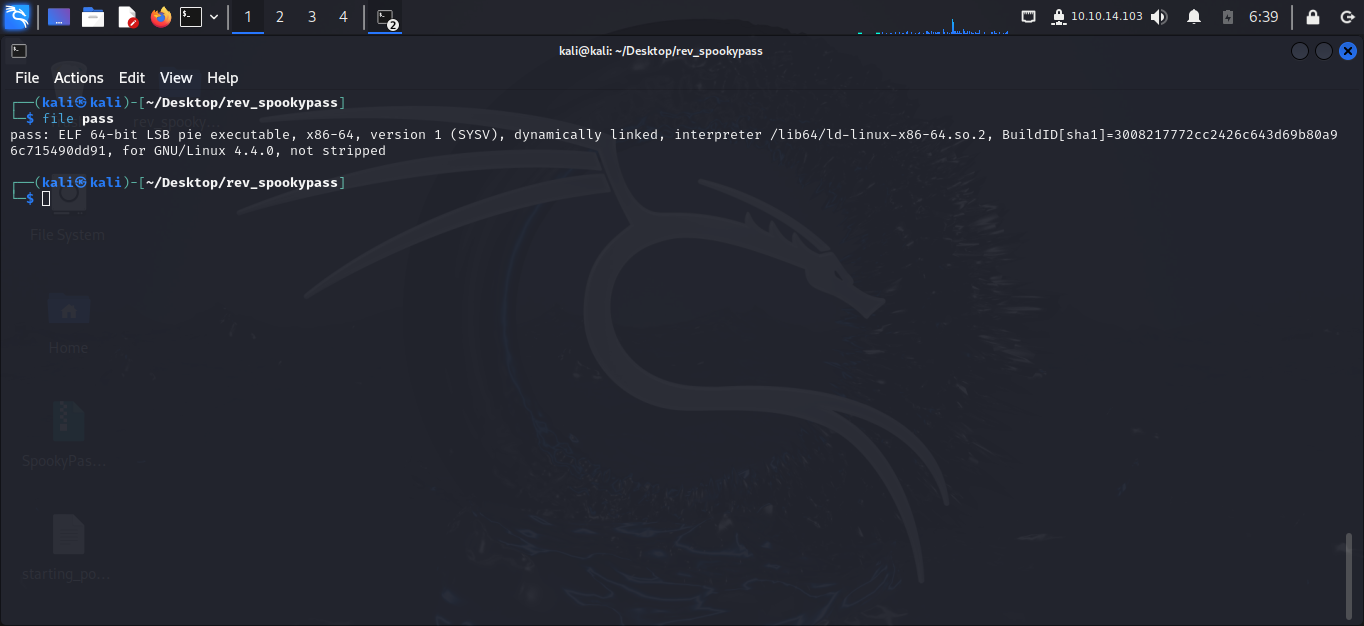 1 2 3 4 2 10.10.14.103 6:39
kali@kali: ~/Desktop/rev_spookypass
File Actions Edit View Help
┌──(kali㉿kali)-[~/Desktop/rev_spookypass]
└─$ file pass
rev_spooky...
pass: ELF 64-bit LSB pie executable, x86-64, version 1 (SYSV), dynamically linked, interpreter /lib64/ld-linux-x86-64.so.2, BuildID[sha1]=3008217772cc2426c643d69b80a9
6c715490dd91, for GNU/Linux 4.4.0, not stripped
┌──(kali㉿kali)-[~/Desktop/rev_spookypass]
└─$
File System
Home
SpookyPas...
starting_po...